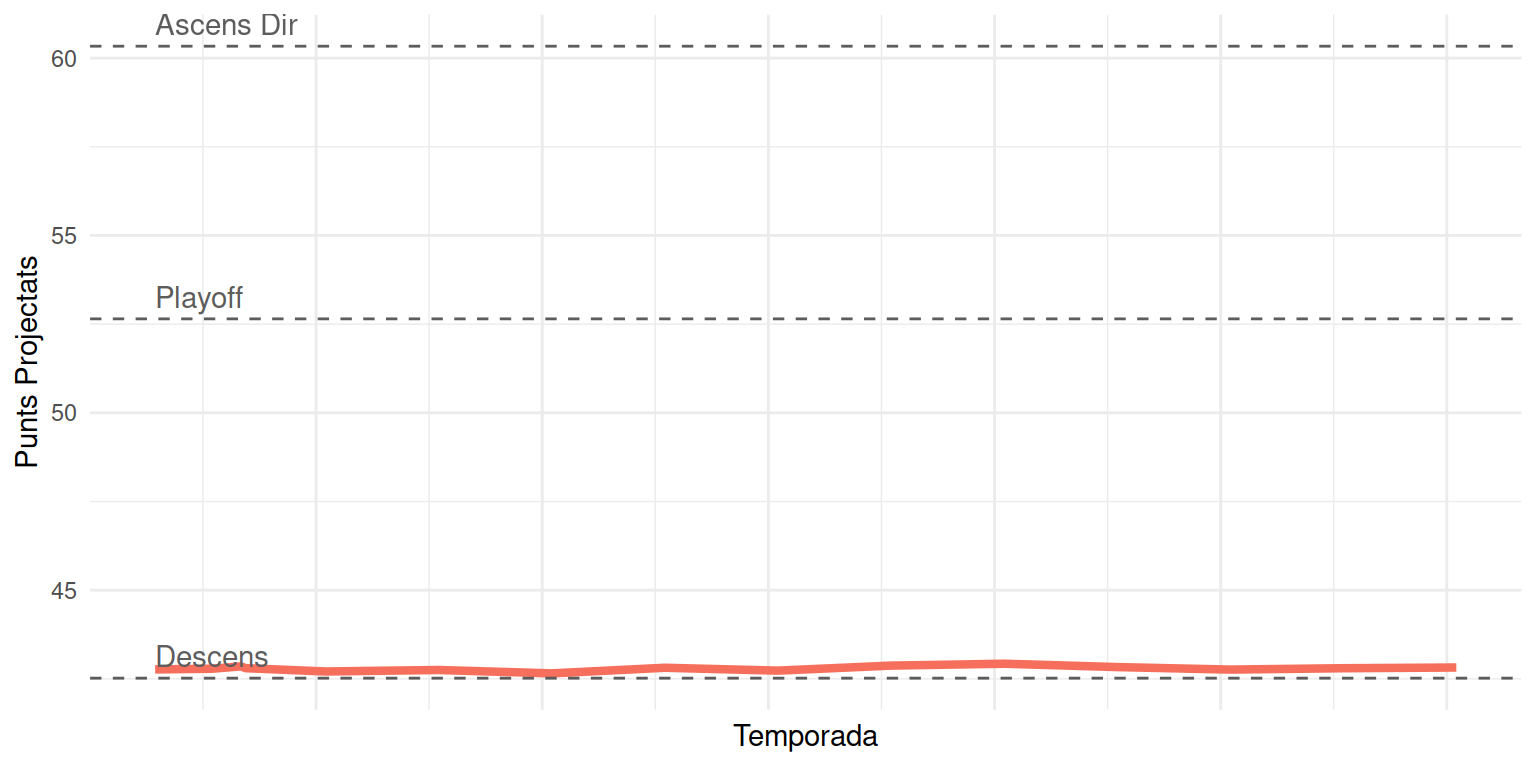 Ascens Dir
60
55
Playoff
50
45
Descens
Punts Projectats
Temporada